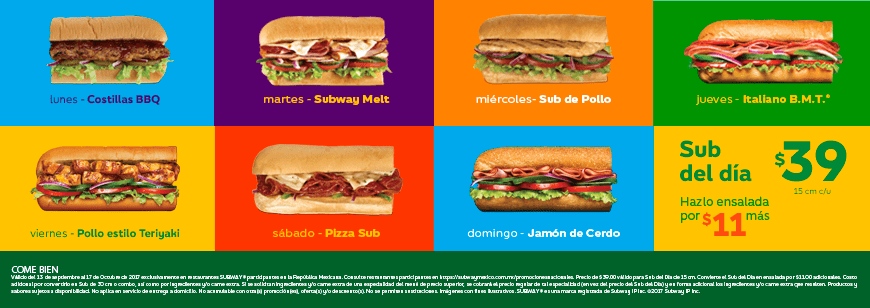 lunes - Costillas BBQ
martes - Subway Melt
miércoles- Sub de Pollo
jueves - Italiano B.M.T.®
viernes - Pollo estilo Teriyaki
sábado - Pizza Sub
domingo - Jamón de Cerdo
Sub
del día
$39
15 cm c/u
Hazlo ensalada
por $11 más
COME BIEN
Válido del 13 de septiembre al 17 de Octubre de 2017 exclusivamente en restaurantes SUBWAY® participantes en la República Mexicana. Consulte restaurantes participantes en https://subwaymexico.com.mx/promocionesnacionales. Precio de $39.00 válido para Sub del Día de 15 cm. Convierte el Sub del Día en ensalada por $11.00 adicionales. Costo
adicional por convertirlo en Sub de 30 cm o combo, así como por ingredientes y/o carne extra. Si se solicitan ingredientes y/o carne extra de una especialidad del menú de precio superior, se cobrará el precio regular de tal especialidad (en vez del precio del Sub del Día) y en forma adicional los ingredientes y/o carne extra que resulten. Productos y
sabores sujetos a disponibilidad. No aplica en servicio de entrega a domicilio. No acumulable con otra(s) promoción(es), oferta(s) y/o descuento(s). No se permiten sustituciones. Imágenes con fines ilustrativos. SUBWAY® es una marca registrada de Subway IP Inc. ©2017 Subway IP Inc.